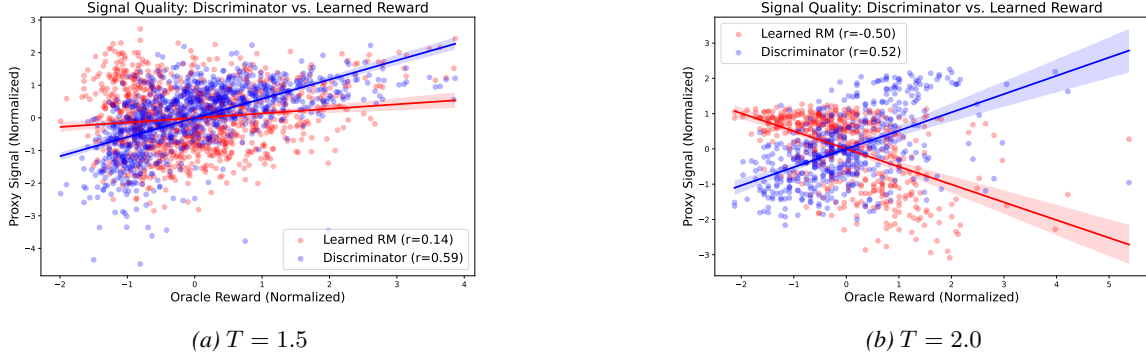 Signal Quality: Discriminator vs. Learned Reward
Proxy Signal (Normalized)
3
2
1
0
−1
−2
−3
−4
Learned RM (r=0.14)
Discriminator (r=0.59)
−2 −1 0 1 2 3 4
Oracle Reward (Normalized)
(a) T = 1.5
Signal Quality: Discriminator vs. Learned Reward
Proxy Signal (Normalized)
Learned RM (r=-0.50)
Discriminator (r=0.52)
3
2
1
0
−1
−2
−3
−2 −1 0 1 2 3 4 5
Oracle Reward (Normalized)
(b) T = 2.0